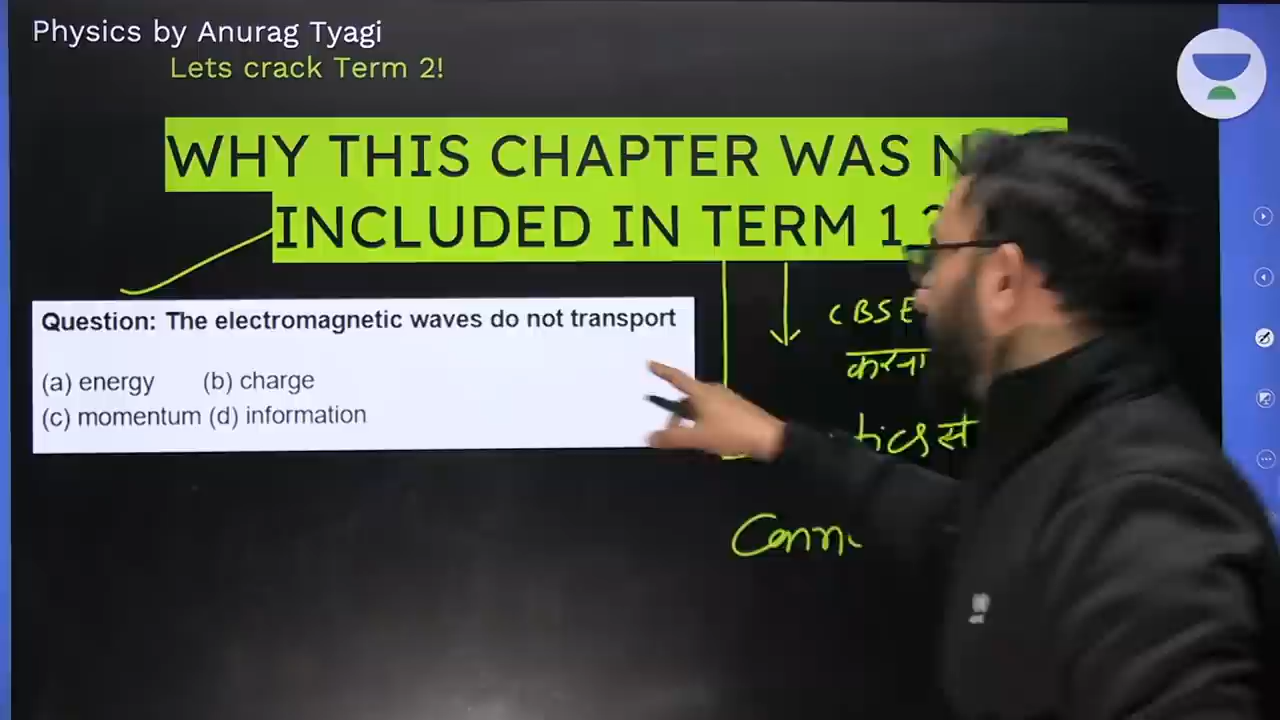 Physics by Anurag Tyagi
Lets crack Term 2!
WHY THIS CHAPTER WAS
INCLUDED IN TERM 1
Question: The electromagnetic waves do not transport
(a) energy (b) charge
(c) momentum (d) information
CBSE
करना
से